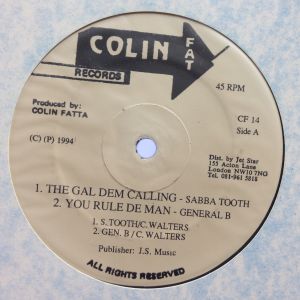 COLIN
FAT
RECORDS
45 RPM
Produced by:
COLIN FATTA
CF 14
Side A
(C) (P) 1994
Dist. by Jet Star
155 Acton Lane
London NW10 7NG
Tel. 081-961 5818
1. THE GAL DEM CALLING - SABBA TOOTH
2. YOU RULE DE MAN - GENERAL B
1. S. TOOTH/C. WALTERS
2. GEN. B / C. WALTERS
Publisher: J.S. Music
ALL RIGHTS RESERVED